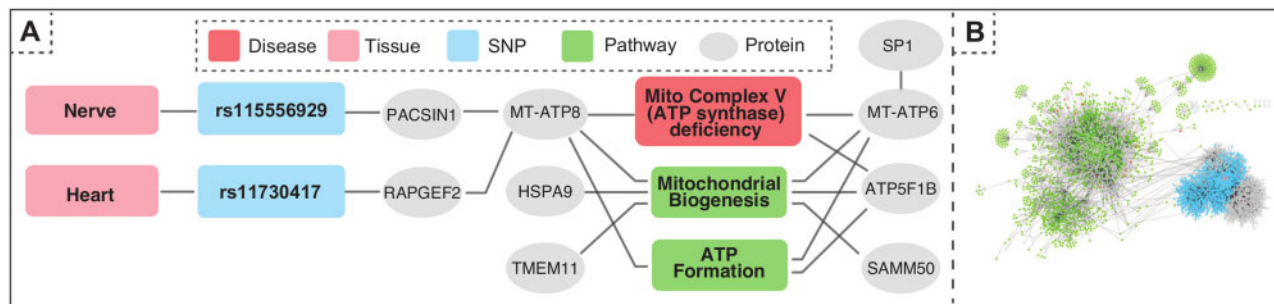 A
Disease
Tissue
SNP
Pathway
Protein
SP1
B
Nerve
rs115556929
PACSIN1
MT-ATP8
Mito Complex V
(ATP synthase)
deficiency
MT-ATP6
Heart
rs11730417
RAPGEF2
HSPA9
Mitochondrial
Biogenesis
ATP5F1B
TMEM11
ATP
Formation
SAMM50